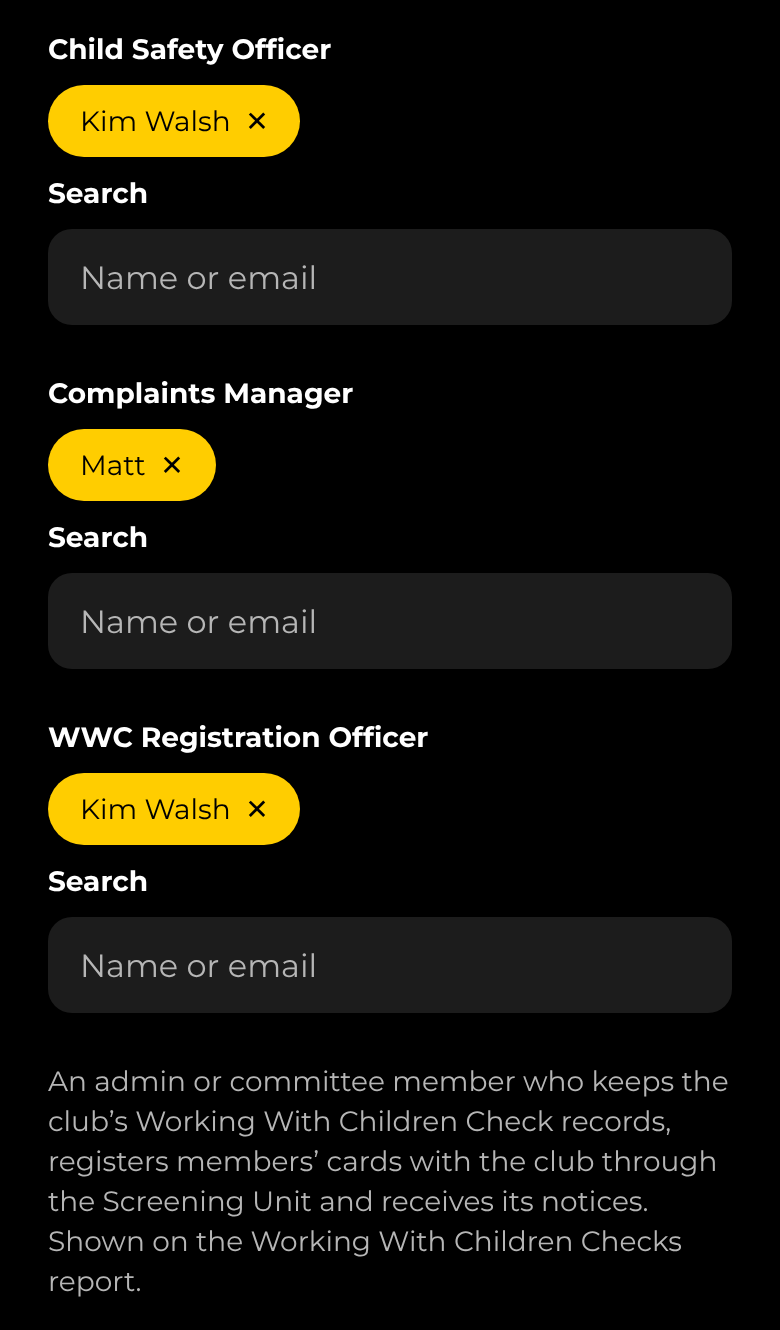 Child Safety Officer
Kim Walsh ×
Search
Name or email
Complaints Manager
Matt ×
Search
Name or email
WWC Registration Officer
Kim Walsh ×
Search
Name or email
An admin or committee member who keeps the
club’s Working With Children Check records,
registers members’ cards with the club through
the Screening Unit and receives its notices.
Shown on the Working With Children Checks
report.